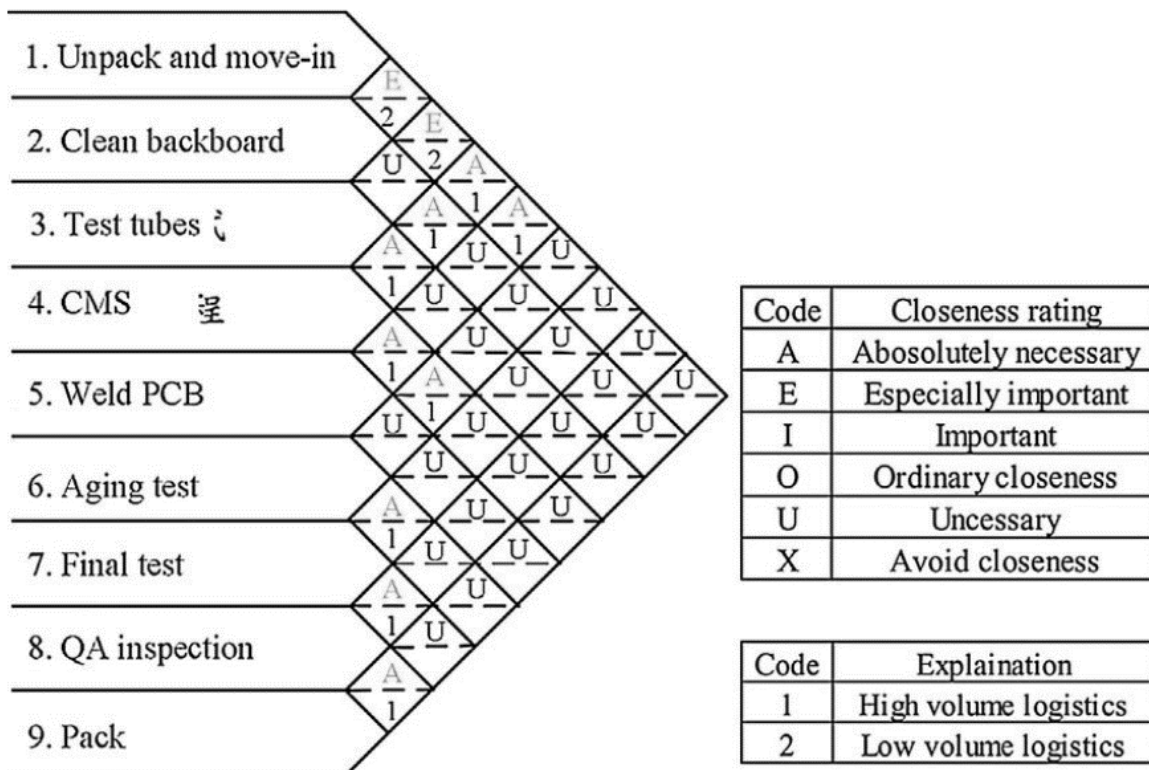 1. Unpack and move-in
E
2 E
2. Clean backboard
U 2 A
A 1 A
3. Test tubes
A 1 U 1 U
1 U U U
4. CMS 呈
A U U U
1 A U U U
5. Weld PCB
U 1 U U U
U U U
6. Aging test
A U U
1 U U
7. Final test
A U
1 U
8. QA inspection
A
1
9. Pack
Code Closeness rating
A Abosolutely necessary
E Especially important
I Important
O Ordinary closeness
U Uncessary
X Avoid closeness
Code Explaination
1 High volume logistics
2 Low volume logistics